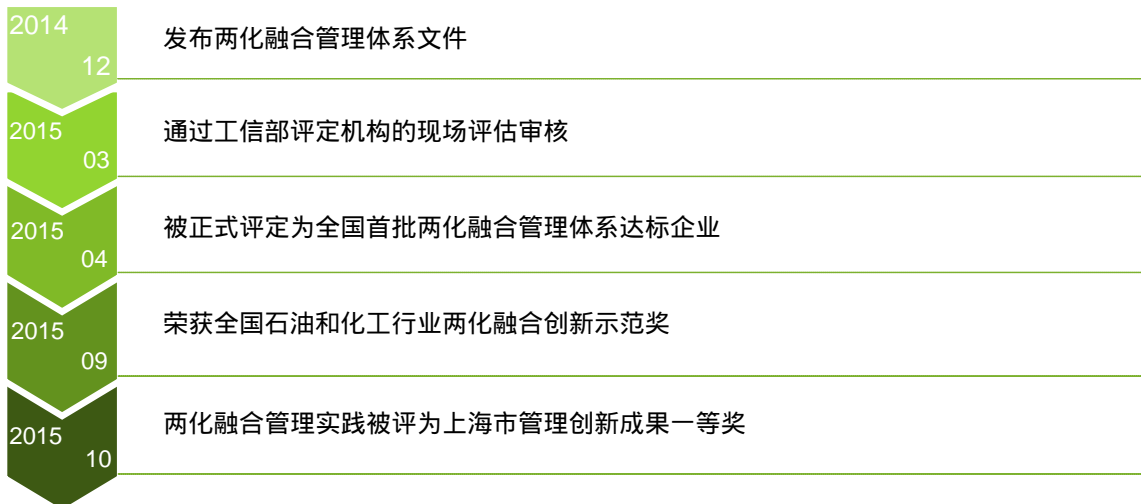 2014
12
发布两化融合管理体系文件
2015
03
通过工信部评定机构的现场评估审核
2015
04
被正式评定为全国首批两化融合管理体系达标企业
2015
09
荣获全国石油和化工行业两化融合创新示范奖
2015
10
两化融合管理实践被评为上海市管理创新成果一等奖